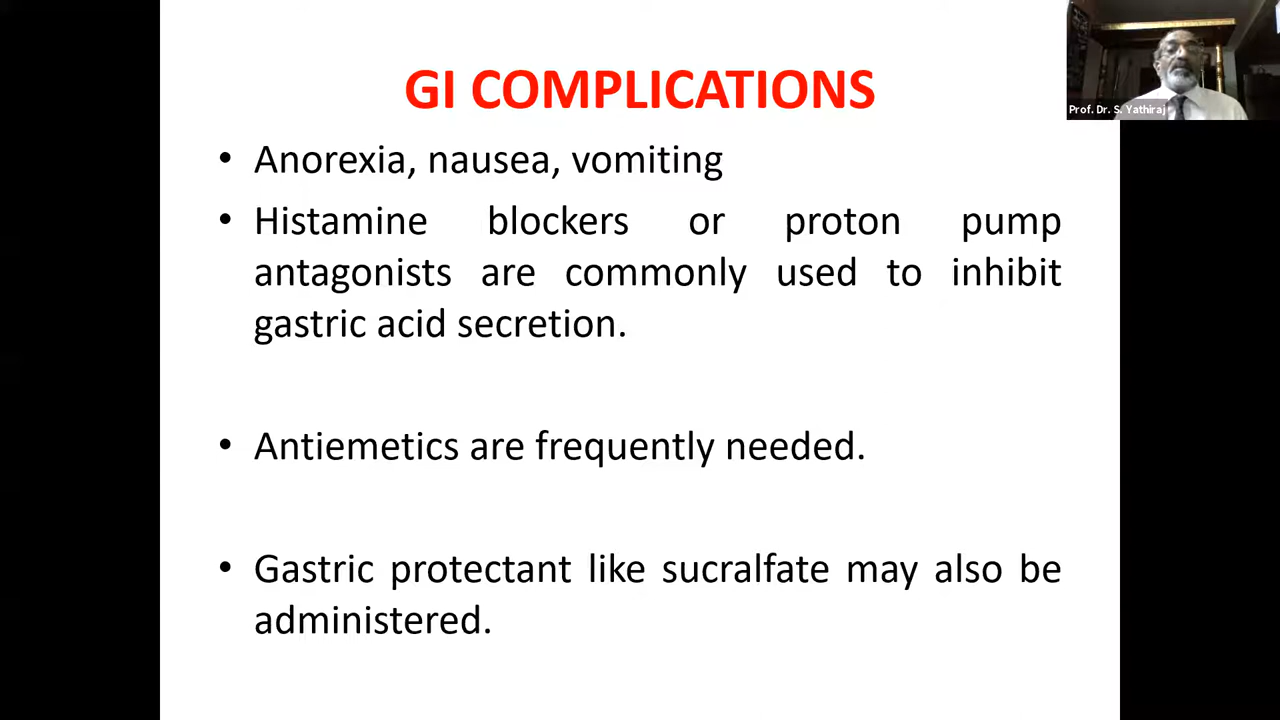 GI COMPLICATIONS
Prof. Dr. S. Yathiraj
• Anorexia, nausea, vomiting
• Histamine blockers or proton pump
antagonists are commonly used to inhibit
gastric acid secretion.
• Antiemetics are frequently needed.
• Gastric protectant like sucralfate may also be
administered.